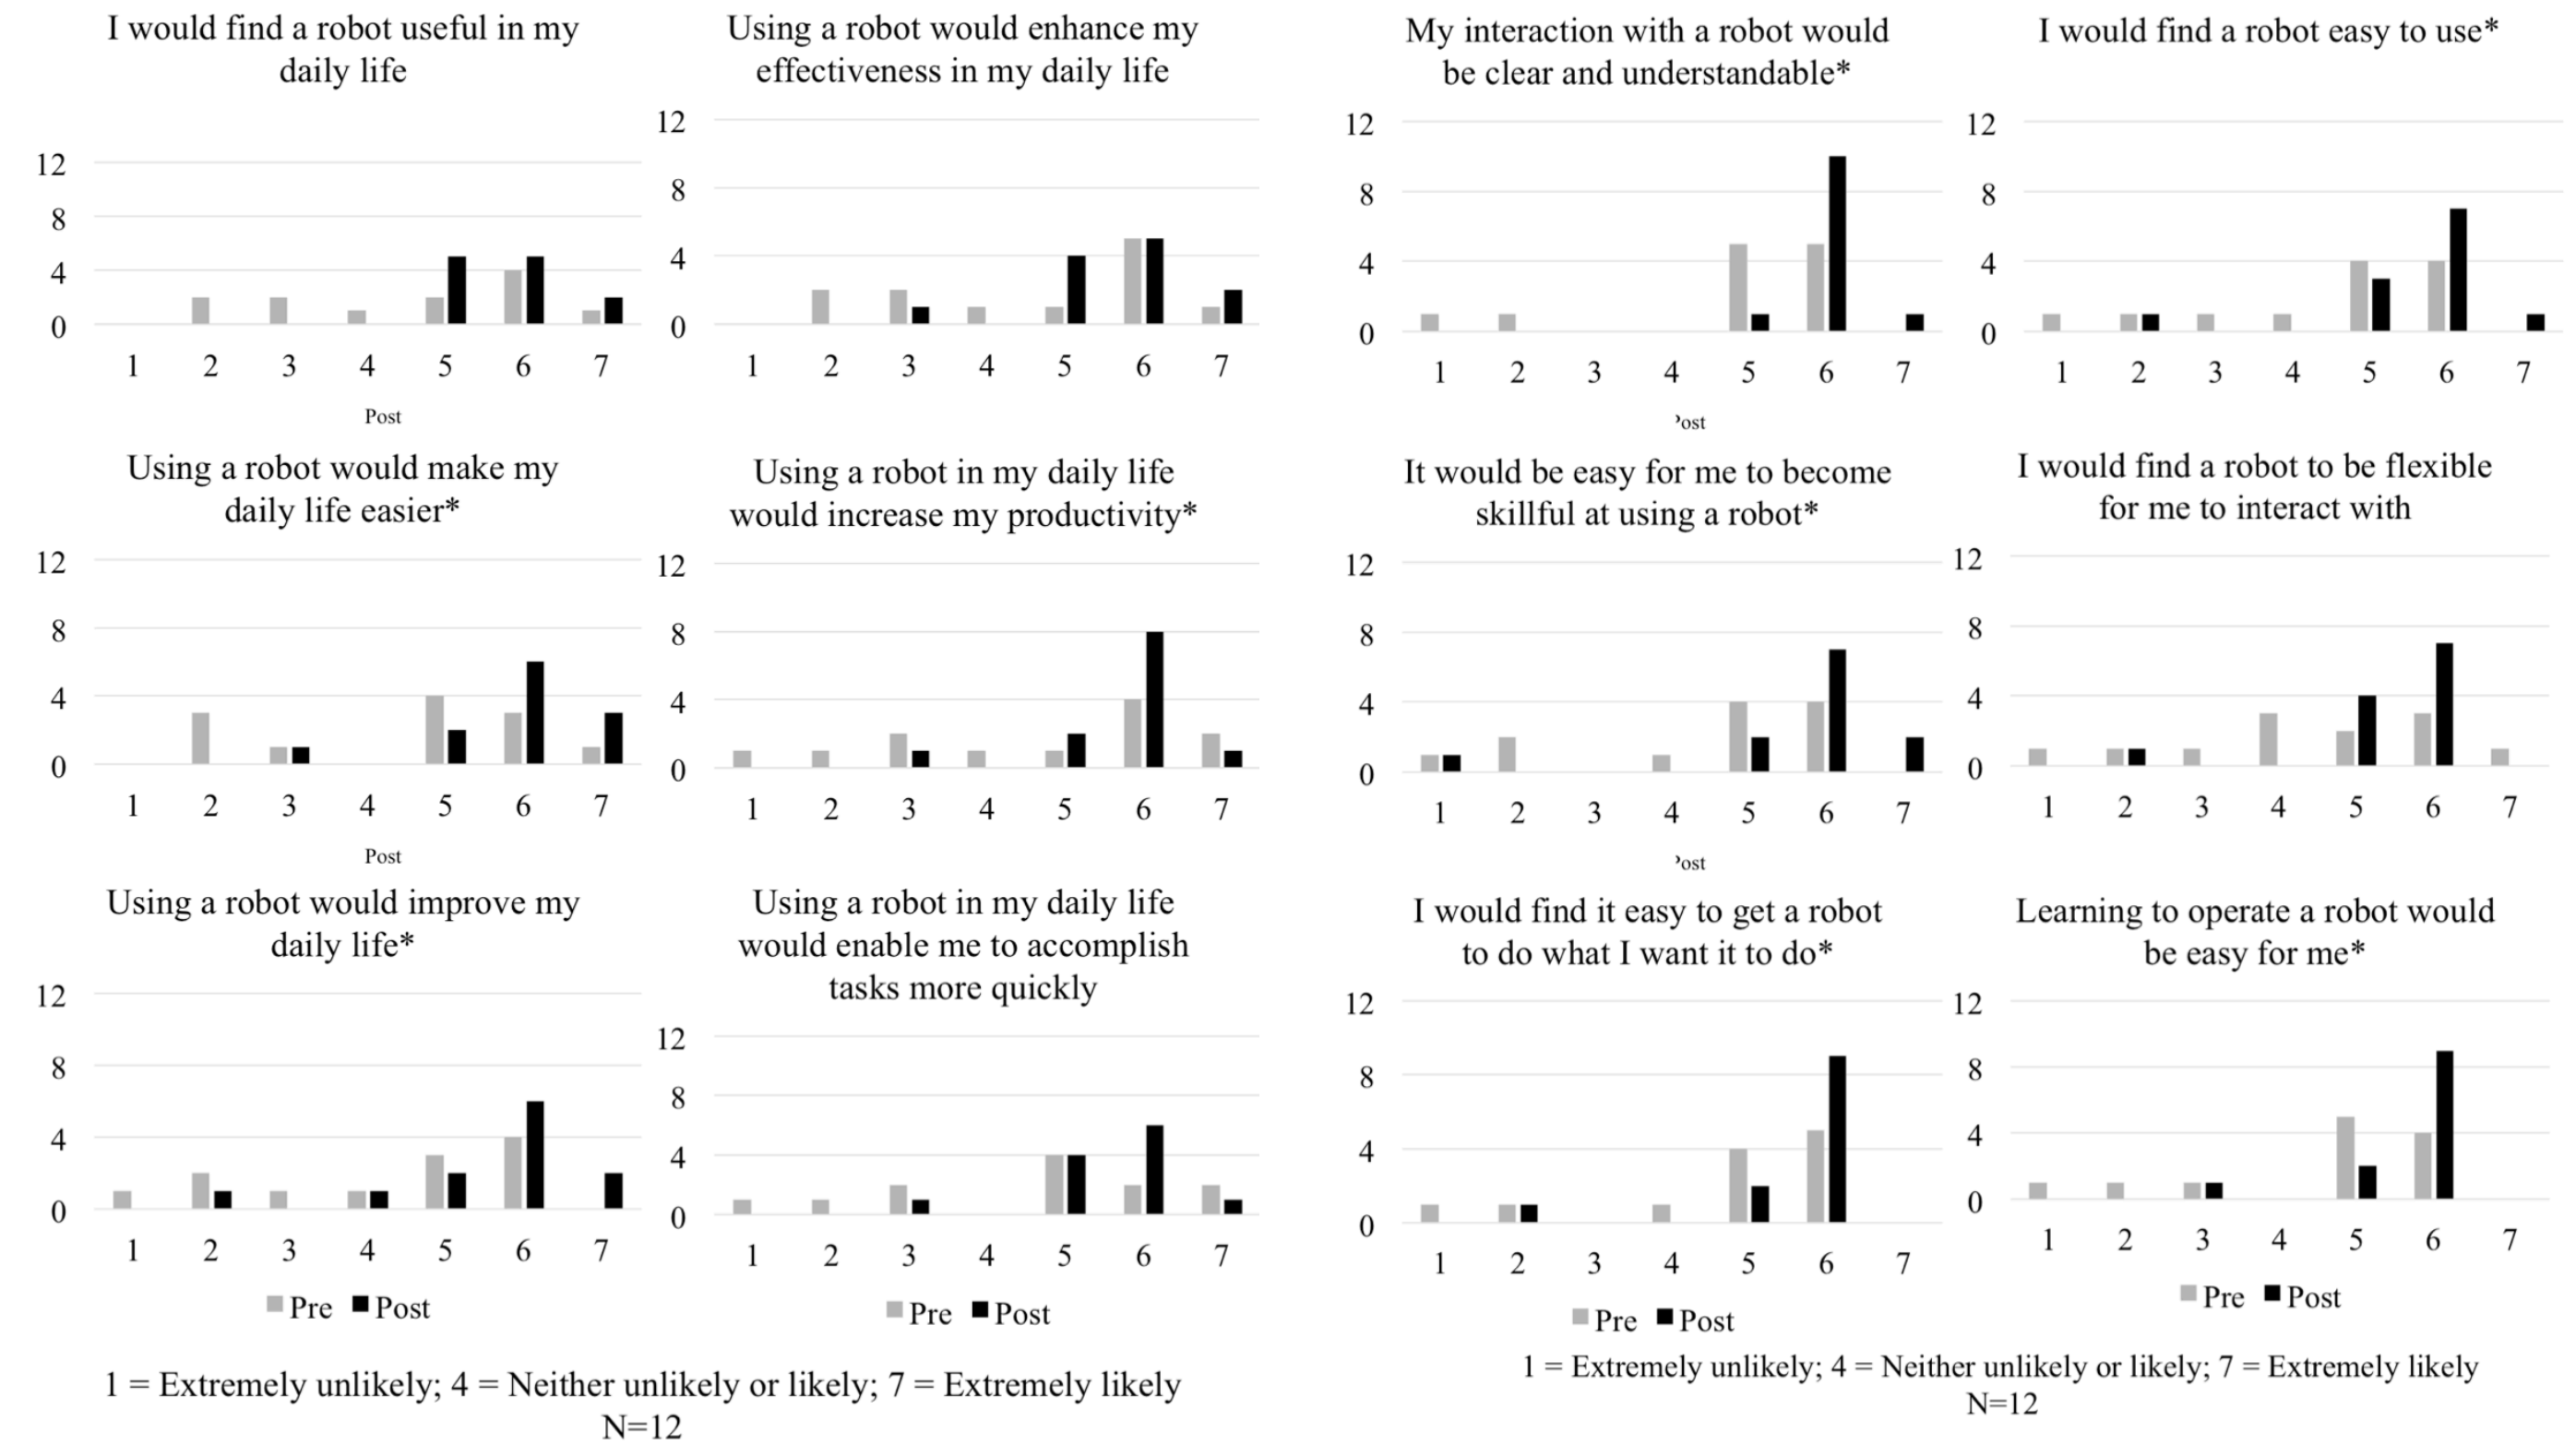 I would find a robot useful in my
daily life
12
8
4
0
1 2 3 4 5 6 7
Post
Using a robot would enhance my
effectiveness in my daily life
12
8
4
0
1 2 3 4 5 6 7
My interaction with a robot would
be clear and understandable*
12
8
4
0
1 2 3 4 5 6 7
Post
I would find a robot easy to use*
12
8
4
0
1 2 3 4 5 6 7
Using a robot would make my
daily life easier*
12
8
4
0
1 2 3 4 5 6 7
Post
Using a robot in my daily life
would increase my productivity*
12
8
4
0
1 2 3 4 5 6 7
It would be easy for me to become
skillful at using a robot*
12
8
4
0
1 2 3 4 5 6 7
Post
I would find a robot to be flexible
for me to interact with
12
8
4
0
1 2 3 4 5 6 7
Using a robot would improve my
daily life*
12
8
4
0
1 2 3 4 5 6 7
Pre Post
Using a robot in my daily life
would enable me to accomplish
tasks more quickly
12
8
4
0
1 2 3 4 5 6 7
Pre Post
1 = Extremely unlikely; 4 = Neither unlikely or likely; 7 = Extremely likely
N=12
I would find it easy to get a robot
to do what I want it to do*
12
8
4
0
1 2 3 4 5 6 7
Pre Post
Learning to operate a robot would
be easy for me*
12
8
4
0
1 2 3 4 5 6 7
Pre Post
1 = Extremely unlikely; 4 = Neither unlikely or likely; 7 = Extremely likely
N=12